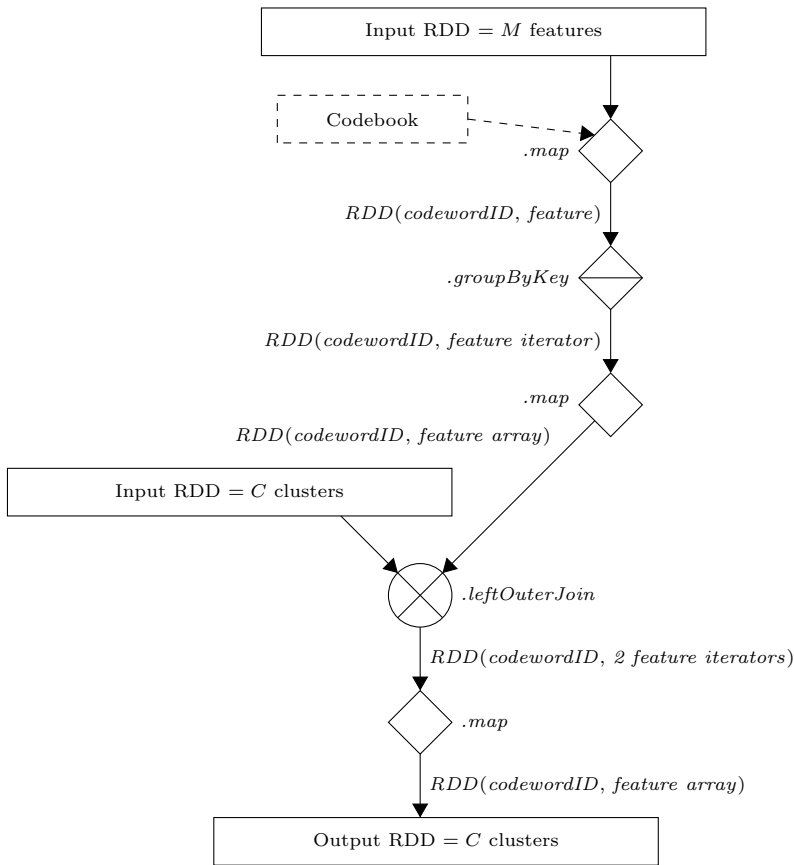 Input RDD = M features
Codebook
.map
RDD(codewordID, feature)
.groupByKey
RDD(codewordID, feature iterator)
.map
RDD(codewordID, feature array)
Input RDD = C clusters
.leftOuterJoin
RDD(codewordID, 2 feature iterators)
.map
RDD(codewordID, feature array)
Output RDD = C clusters